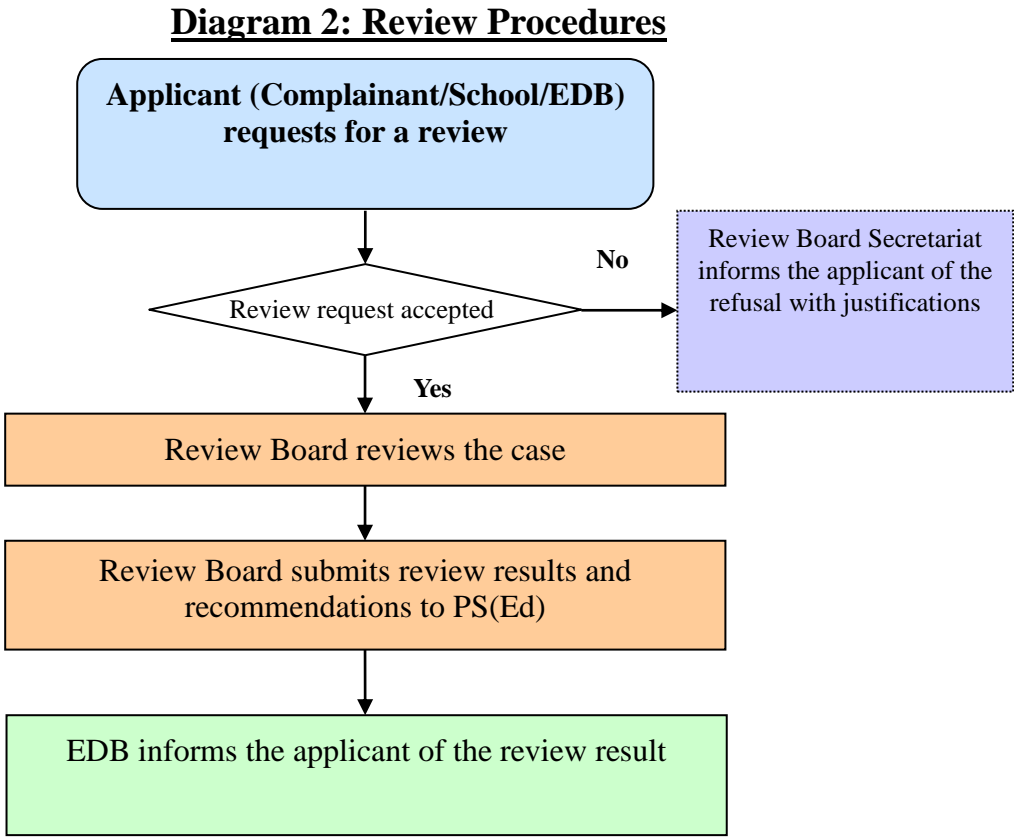 Diagram 2: Review Procedures
Applicant (Complainant/School/EDB)
requests for a review
Review request accepted
No
Review Board Secretariat
informs the applicant of the
refusal with justifications
Yes
Review Board reviews the case
Review Board submits review results and
recommendations to PS(Ed)
EDB informs the applicant of the review result